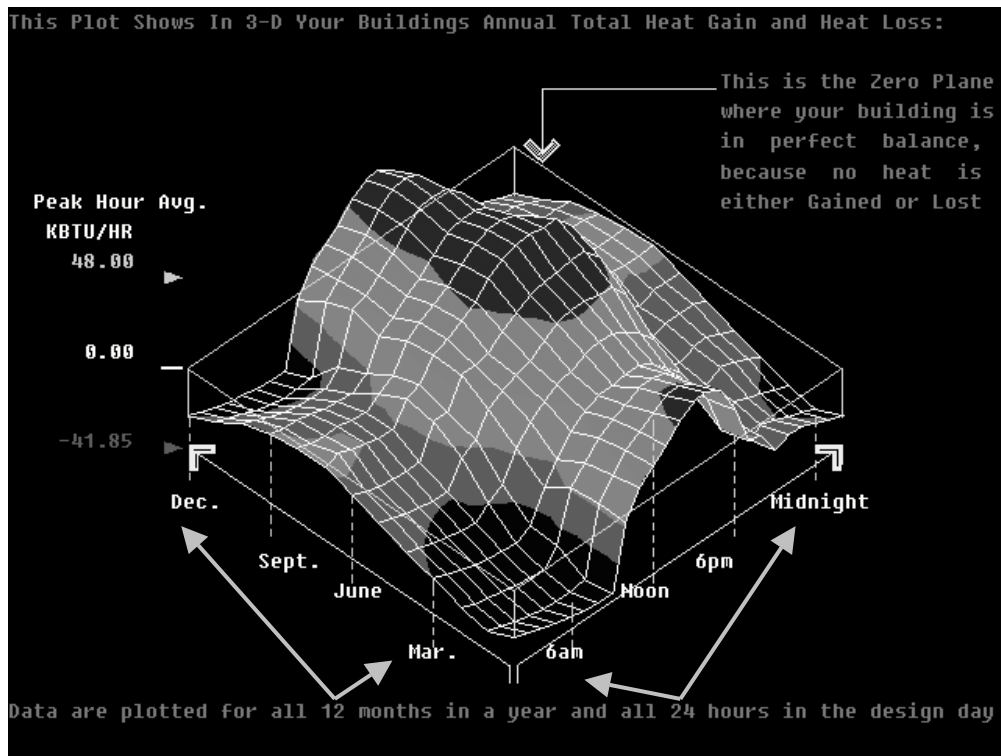 This Plot Shows In 3-D Your Buildings Annual Total Heat Gain and Heat Loss:
This is the Zero Plane
where your building is
in perfect balance,
because no heat is
either Gained or Lost
Peak Hour Avg.
KBTU/HR
48.00
0.00
-41.85
Dec.
Midnight
Sept.
6pm
June
Noon
Mar.
6am
Data are plotted for all 12 months in a year and all 24 hours in the design day